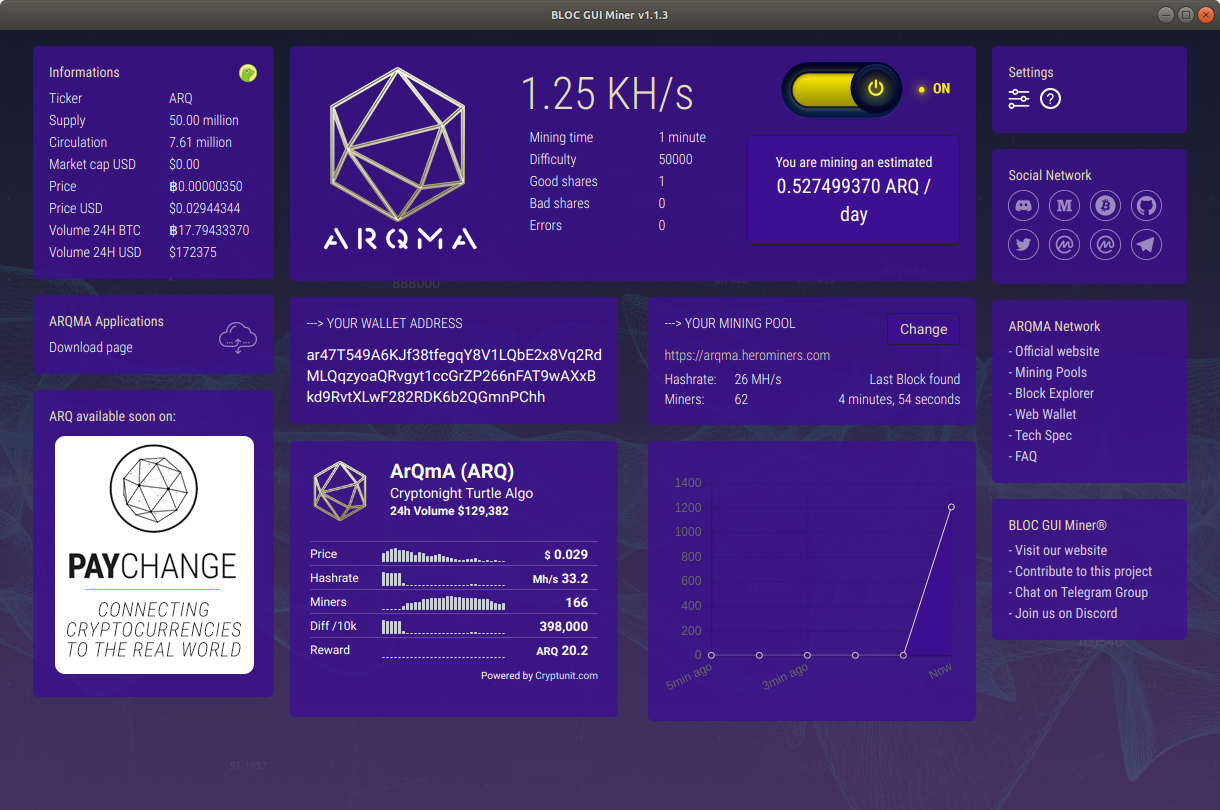 BLOC GUI Miner v1.1.3
Informations
Ticker ARQ
Supply 50.00 million
Circulation 7.61 million
Market cap USD $0.00
Price ฿0.00000350
Price USD $0.02944344
Volume 24H BTC ฿17.79433370
Volume 24H USD $172375
ARQMA
1.25 KH/s
Mining time 1 minute
Difficulty 50000
Good shares 1
Bad shares 0
Errors 0
ON
You are mining an estimated
0.527499370 ARQ /
day
Settings
Social Network
ARQMA Applications
Download page
---> YOUR WALLET ADDRESS
ar47T549A6KJf38tfegqY8V1LQbE2x8Vq2Rd
MLQqzyoaQRvgyt1ccGrZP266nFAT9wAXxB
kd9RvtXLwF282RDK6b2QGmnPChh
---> YOUR MINING POOL
Change
https://arqma.herominers.com
Hashrate: 26 MH/s Last Block found
Miners: 62 4 minutes, 54 seconds
ARQMA Network
- Official website
- Mining Pools
- Block Explorer
- Web Wallet
- Tech Spec
- FAQ
ARQ available soon on:
PAYCHANGE
CONNECTING
CRYPTOCURRENCIES
TO THE REAL WORLD
ArQmA (ARQ)
Cryptonight Turtle Algo
24h Volume $129,382
Price $ 0.029
Hashrate Mh/s 33.2
Miners 166
Diff /10k 398,000
Reward ARQ 20.2
Powered by Cryptunit.com
1400
1200
1000
800
600
400
200
0
5min ago 3min ago Now
BLOC GUI Miner®
- Visit our website
- Contribute to this project
- Chat on Telegram Group
- Join us on Discord
51.1957